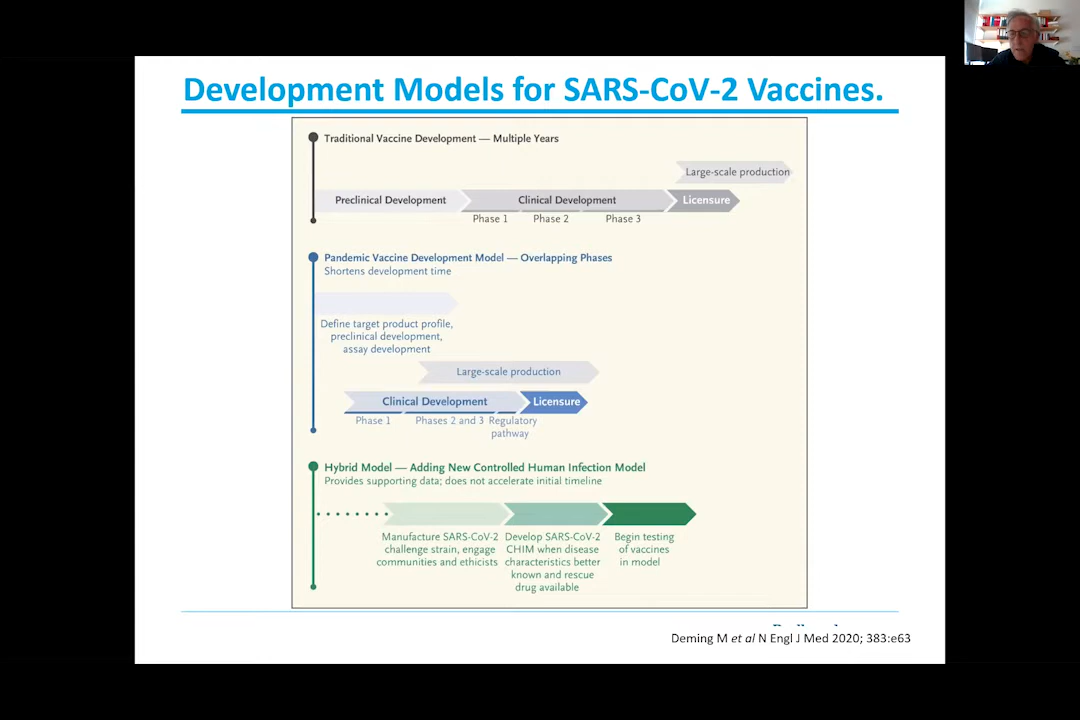 Development Models for SARS-CoV-2 Vaccines.
Traditional Vaccine Development — Multiple Years
Large-scale production
Preclinical Development
Clinical Development
Licensure
Phase 1
Phase 2
Phase 3
Pandemic Vaccine Development Model — Overlapping Phases
Shortens development time
Define target product profile,
preclinical development,
assay development
Large-scale production
Clinical Development
Licensure
Phase 1
Phases 2 and 3
Regulatory
pathway
Hybrid Model — Adding New Controlled Human Infection Model
Provides supporting data; does not accelerate initial timeline
Manufacture SARS-CoV-2
challenge strain, engage
communities and ethicists
Develop SARS-CoV-2
CHIM when disease
characteristics better
known and rescue
drug available
Begin testing
of vaccines
in model
Deming M et al N Engl J Med 2020; 383:e63